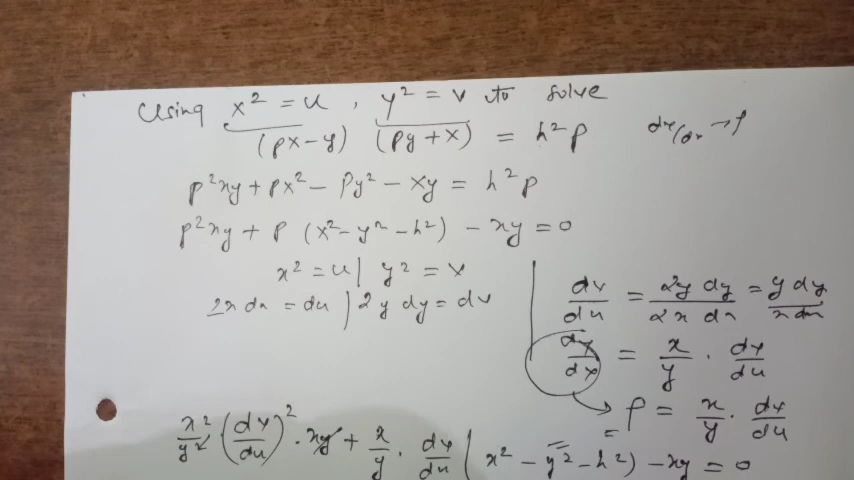 Using x² = u , y² = v to solve
(px-y) (py+x) = h²p
dx/dx → p
p²xy + px² - py² - xy = h²p
p²xy + p (x² - y² - h²) - xy = 0
x² = u | y² = v
2x dx = du | 2y dy = dv
dv/du = 2y dy/2x dx = y dy/x dx
dy/dx = x/y . dv/du
p = x/y . dv/du
x²/y² (dv/du)² . xy + x/y . dv/du (x² - y² - h²) - xy = 0